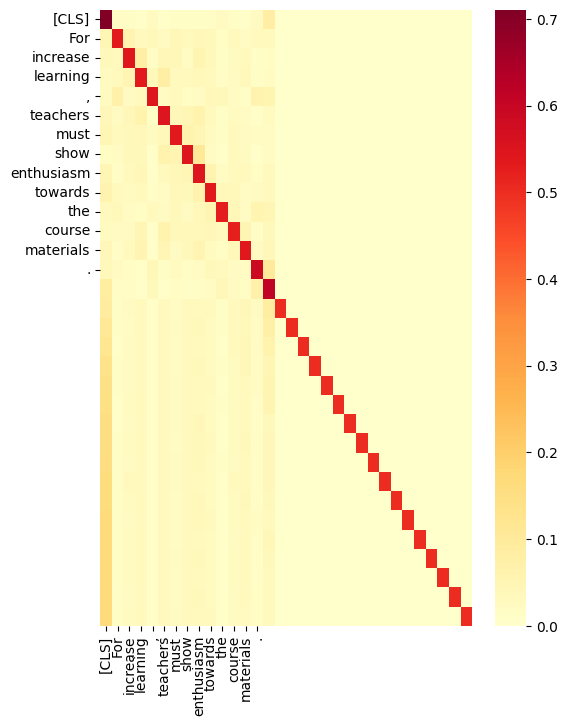 [CLS]
For
increase
learning
,
teachers
must
show
enthusiasm
towards
the
course
materials
.
0.7
0.6
0.5
0.4
0.3
0.2
0.1
0.0
[CLS]
For
increase
learning
,
teachers
must
show
enthusiasm
towards
the
course
materials
.